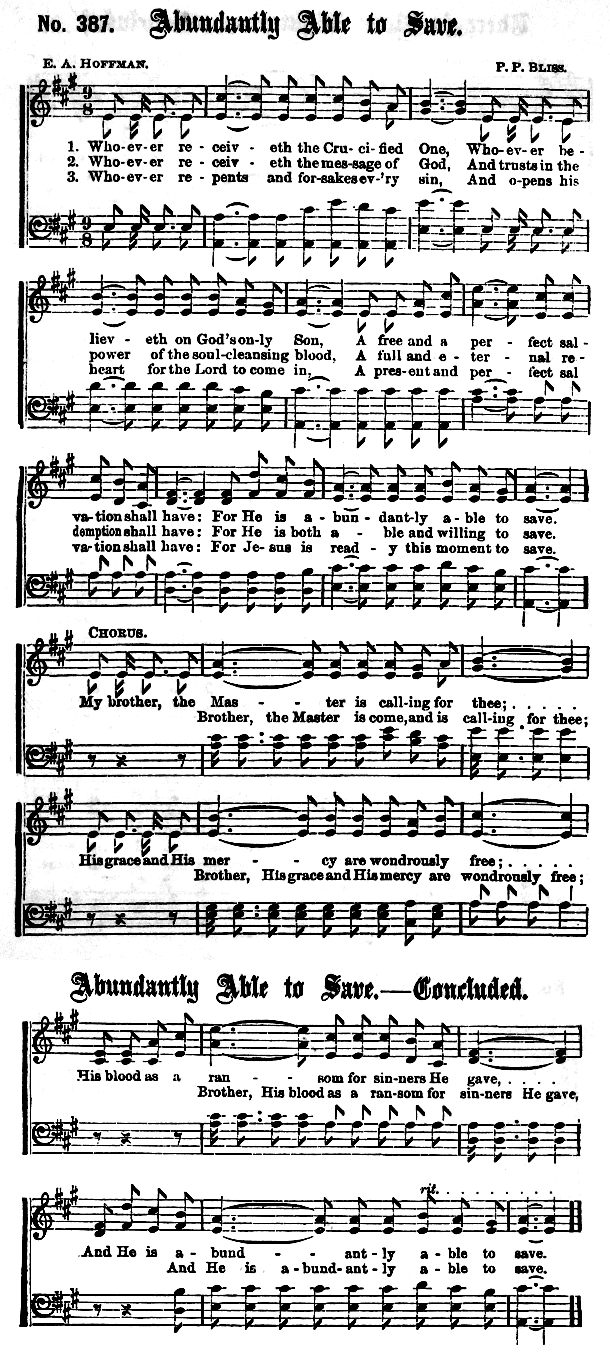 No. 387. Abundantly Able to Save.
E. A. HOFFMAN. P. P. BLISS.
1. Who-ev-er re - ceiv - eth the Cru-ci-fied One, Who-ev-er be -
2. Who-ev-er re - ceiv - eth the mes-sage of God, And trusts in the
3. Who-ev-er re - pents and for-sakes ev-'ry sin, And o-pens his
liev - eth on God's on-ly Son, A free and a per - fect sal -
power of the soul-cleansing blood, A full and e - ter - nal re -
heart for the Lord to come in, A pres-ent and per - fect sal
va-tion shall have: For He is a - bun - dant-ly a-ble to save.
demption shall have: For He is both a - ble and willing to save.
va-tion shall have: For Je-sus is read - y this moment to save.
CHORUS.
My brother, the Mas - - ter is call-ing for thee; . . . . .
Brother, the Master is come, and is call-ing for thee;
His grace and His mer - - cy are wondrously free; . . . . .
Brother, His grace and His mercy are wondrously free;
Abundantly Able to Save.—Concluded.
His blood as a ran - - som for sin-ners He gave, . . . . .
Brother, His blood as a ran-som for sin-ners He gave,
rit. . . . . . . . .
And He is a - bund - - ant-ly a-ble to save.
And He is a-bund-ant-ly a-ble to save.